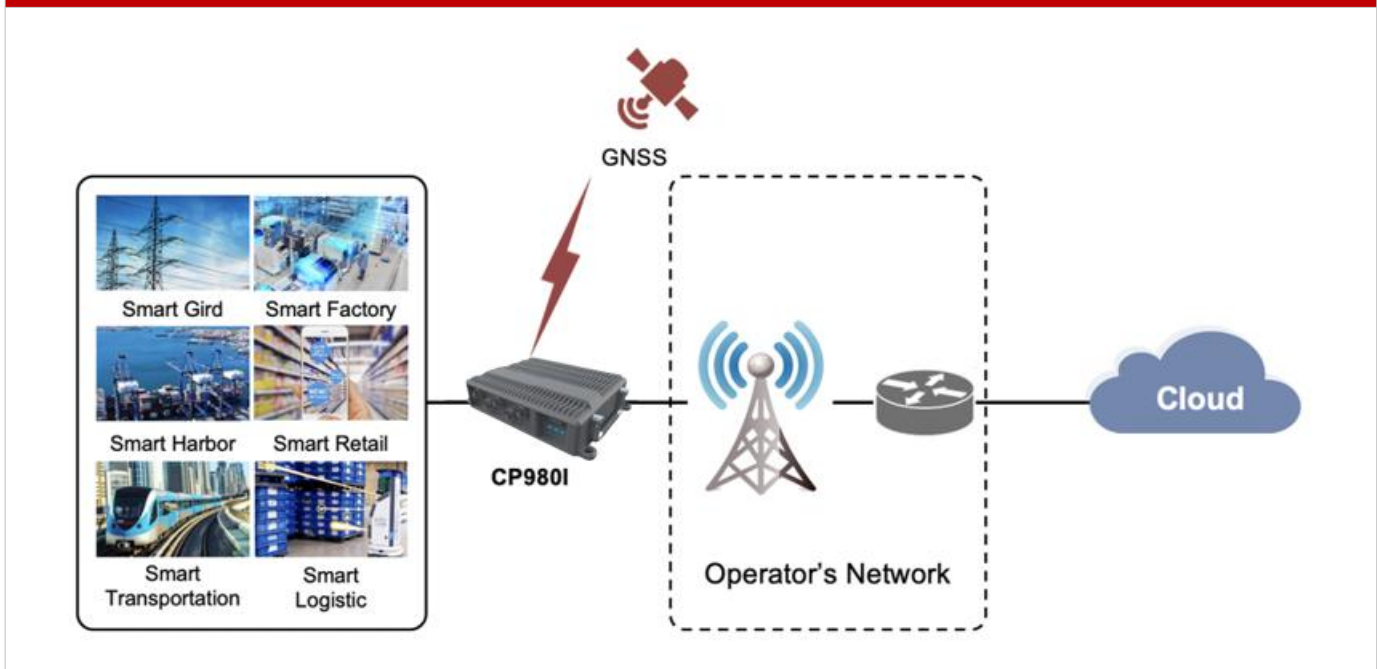 GNSS
Smart Gird
Smart Factory
Smart Harbor
Smart Retail
Smart
Transportation
Smart
Logistic
CP980I
Operator's Network
Cloud